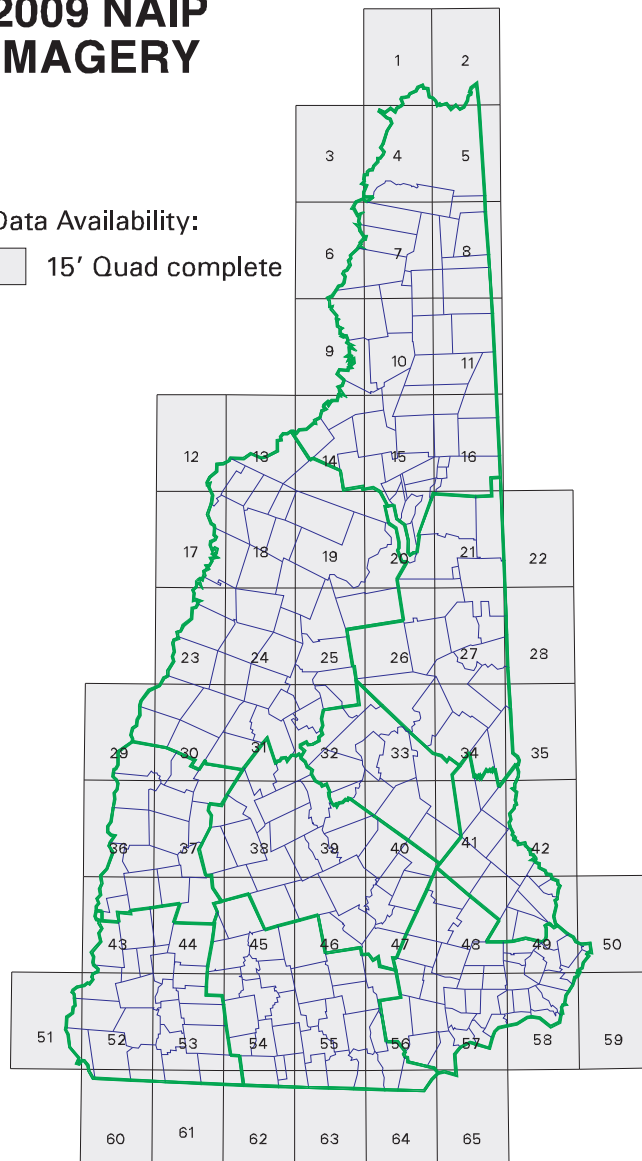 2009 NAIP
IMAGERY
Data Availability:
15' Quad complete
1 2
3 4 5
6 7 8
9 10 11
12 13 14 15 16
17 18 19 20 21 22
23 24 25 26 27 28
29 30 31 32 33 34 35
36 37 38 39 40 41 42
43 44 45 46 47 48 49 50
51 52 53 54 55 56 57 58 59
60 61 62 63 64 65